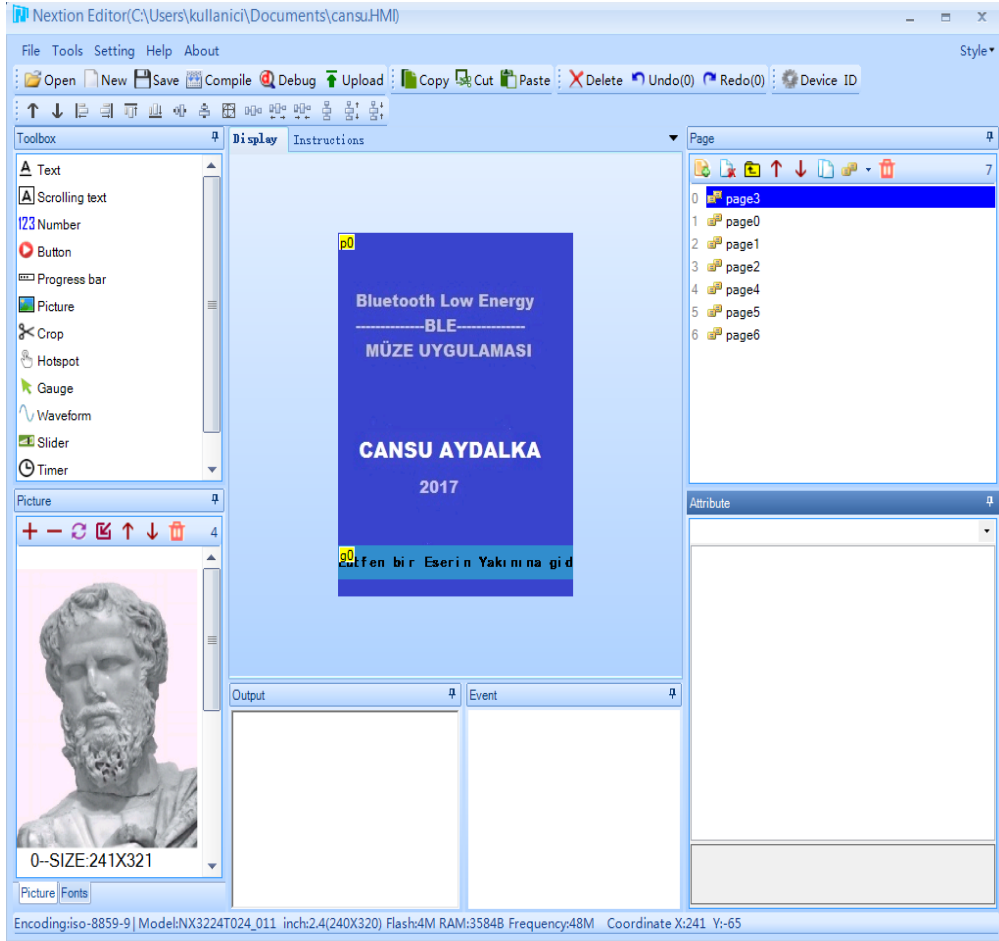 Nextion Editor(C:\Users\kullanici\Documents\cansu.HMI)
File Tools Setting Help About Style
Open New Save Compile Debug Upload Copy Cut Paste Delete Undo(0) Redo(0) Device ID
Toolbox
A Text
A Scrolling text
123 Number
Button
Progress bar
Picture
Crop
Hotspot
Gauge
Waveform
Slider
Timer
Picture
4
0--SIZE:241X321
Picture Fonts
Display Instructions
p0
Bluetooth Low Energy
-------------BLE-------------
MÜZE UYGULAMASI
CANSU AYDALKA
2017
g0
bir Eserin Yakınına gid
Output
Event
Page
7
0 page3
1 page0
2 page1
3 page2
4 page4
5 page5
6 page6
Attribute
Encoding:iso-8859-9| Model:NX3224T024_011 inch:2.4(240X320) Flash:4M RAM:3584B Frequency:48M Coordinate X:241 Y:-65